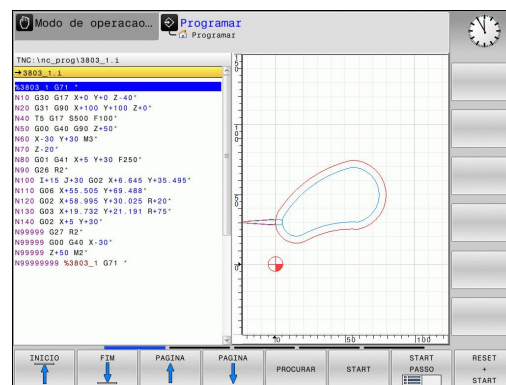 Modo de operacao...
Programar
Programar
TNC:\nc_prog\3803_1.i
→3803_1.i
%3803_1 G71 *
N10 G30 G17 X+0 Y+0 Z-40*
N20 G31 G90 X+100 Y+100 Z+0*
N40 T5 G17 S500 F100*
N50 G00 G40 G90 Z+50*
N60 X-30 Y+30 M3*
N70 Z-20*
N80 G01 G41 X+5 Y+30 F250*
N90 G26 R2*
N100 I+15 J+30 G02 X+6.645 Y+35.495*
N110 G06 X+55.505 Y+69.488*
N120 G02 X+58.995 Y+30.025 R+20*
N130 G03 X+19.732 Y+21.191 R+75*
N140 G02 X+5 Y+30*
N99999 G27 R2*
N99999 G00 G40 X-30*
N99999 Z+50 M2*
N99999999 %3803_1 G71 *
INICIO
FIM
PAGINA
PAGINA
PROCURAR
START
START
PASSO
RESET
+
START